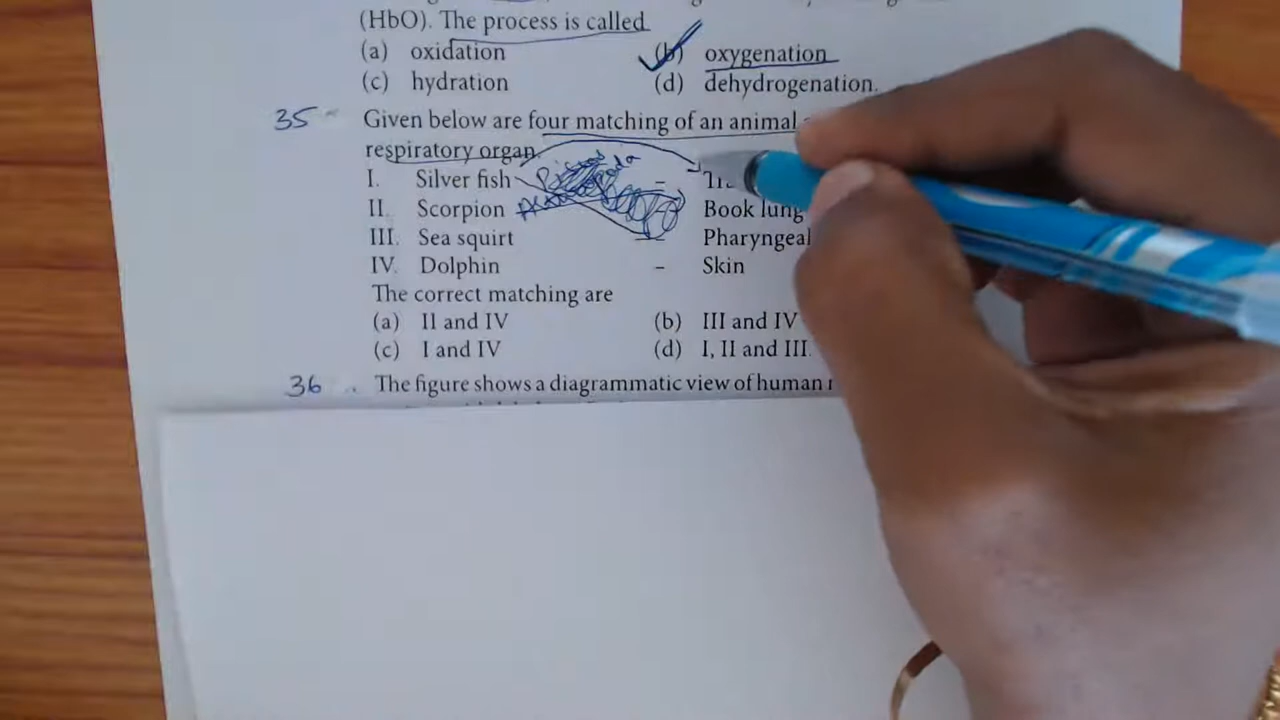 (HbO). The process is called
(a) oxidation (b) oxygenation
(c) hydration (d) dehydrogenation.
35 Given below are four matching of an animal
respiratory organ.
I. Silver fish –
II. Scorpion Book lung
III. Sea squirt – Pharyngeal
IV. Dolphin – Skin
The correct matching are
(a) II and IV (b) III and IV
(c) I and IV (d) I, II and III.
36 The figure shows a diagrammatic view of human